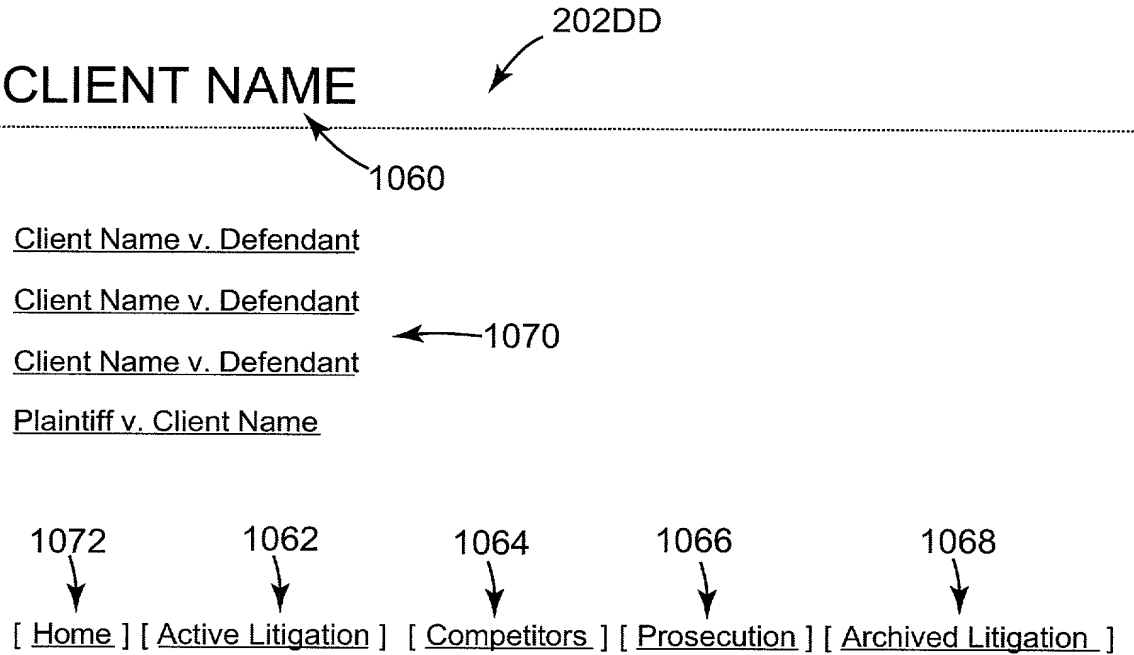 202DD
CLIENT NAME
1060
Client Name v. Defendant
Client Name v. Defendant
1070
Client Name v. Defendant
Plaintiff v. Client Name
1072 1062 1064 1066 1068
[ Home ] [ Active Litigation ] [ Competitors ] [ Prosecution ] [ Archived Litigation ]